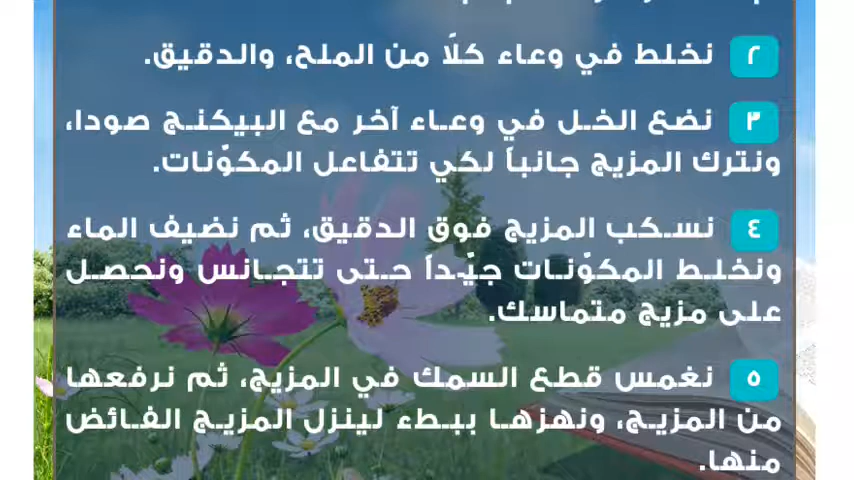 ٢ نخلط في وعاء كلًا من الملح، والدقيق.
٣ نضع الخل في وعاء آخر مع البيكنج صودا،
ونترك المزيج جانباً لكي تتفاعل المكوّنات.
٤ نسكب المزيج فوق الدقيق، ثم نضيف الماء
ونخلط المكوّنات جيّداً حتى تتجانس ونحصل
على مزيج متماسك.
٥ نغمس قطع السمك في المزيج، ثم نرفعها
من المزيج، ونهزها ببطء لينزل المزيج الفائض
منها.